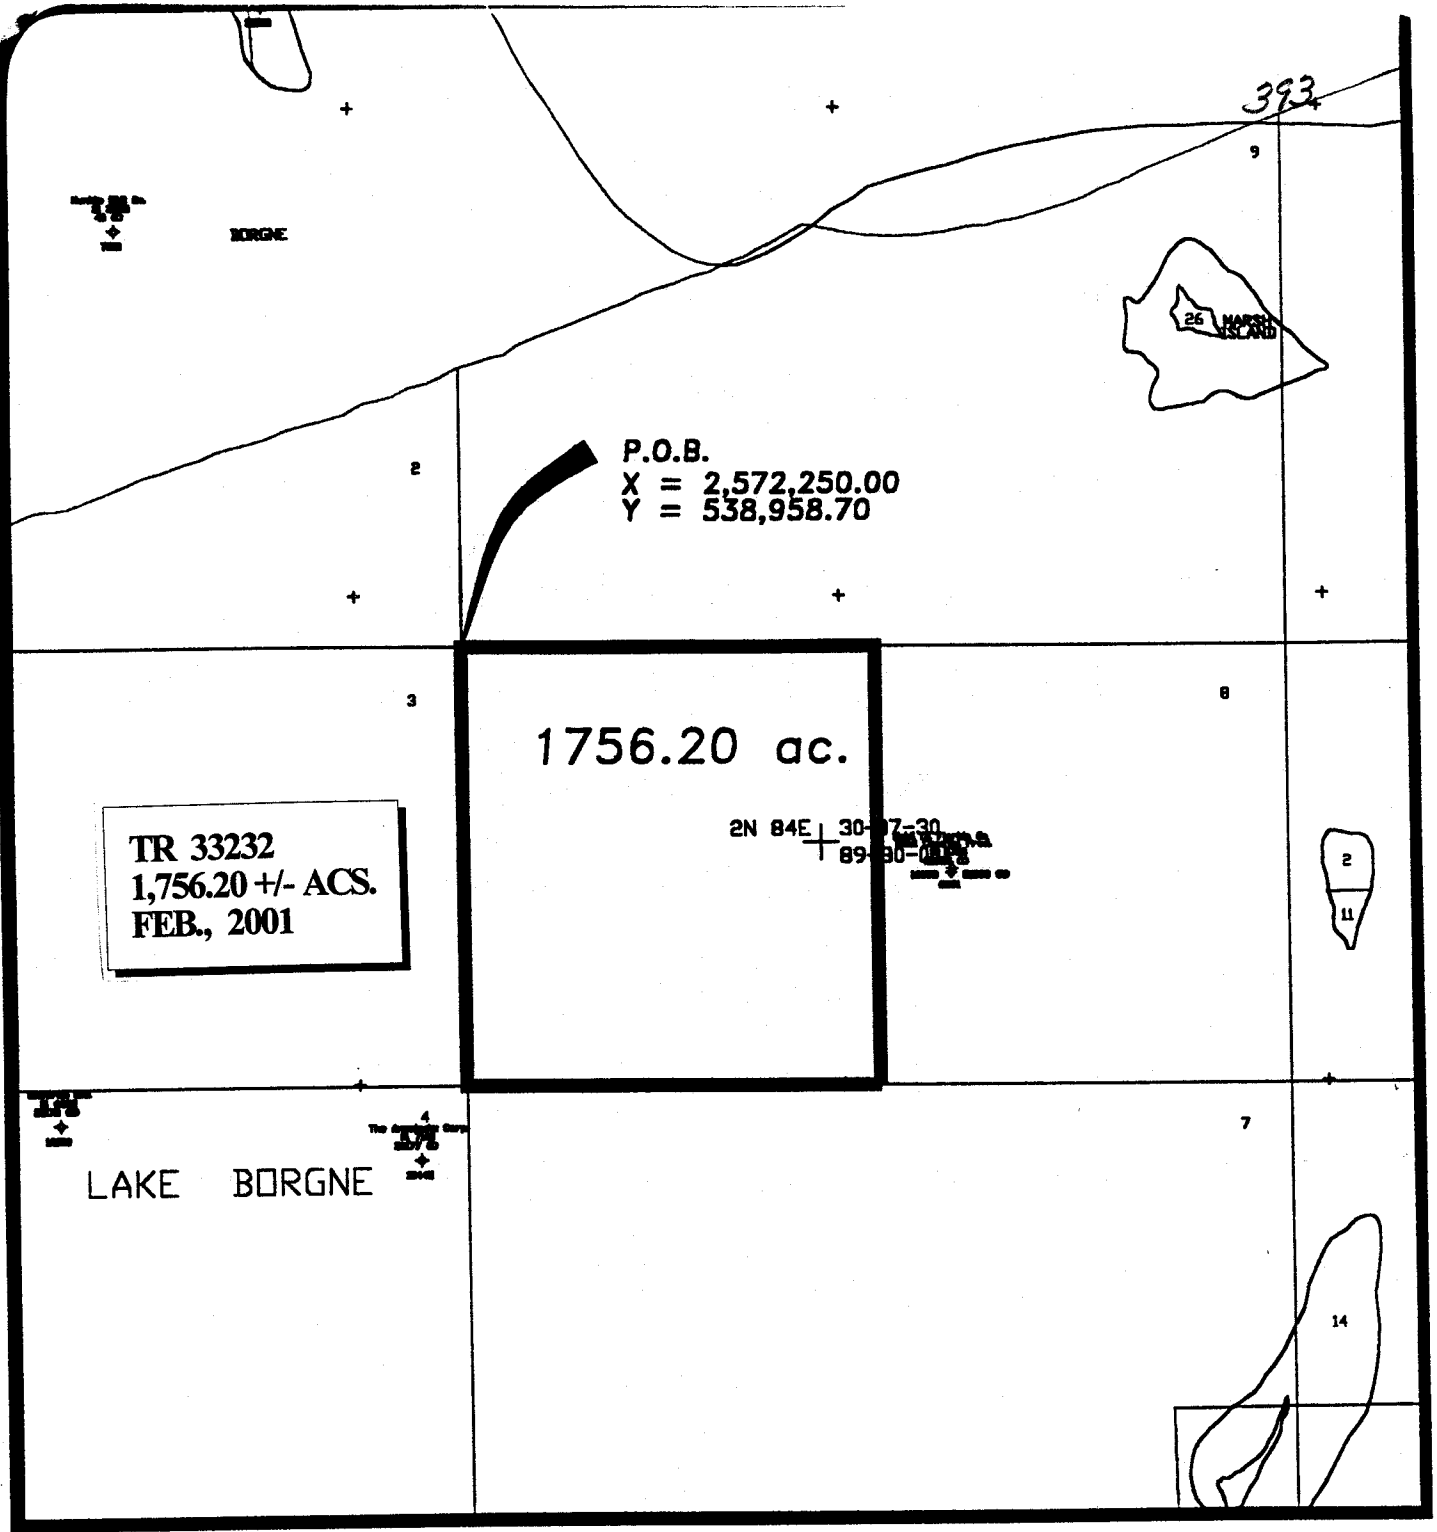 393
9
BORGNE
26 MARSH
ISLAND
2
P.O.B.
X = 2,572,250.00
Y = 538,958.70
3
8
1756.20 ac.
TR 33232
1,756.20 +/- ACS.
FEB., 2001
2N 84E
2
11
4
7
LAKE BORGNE
14